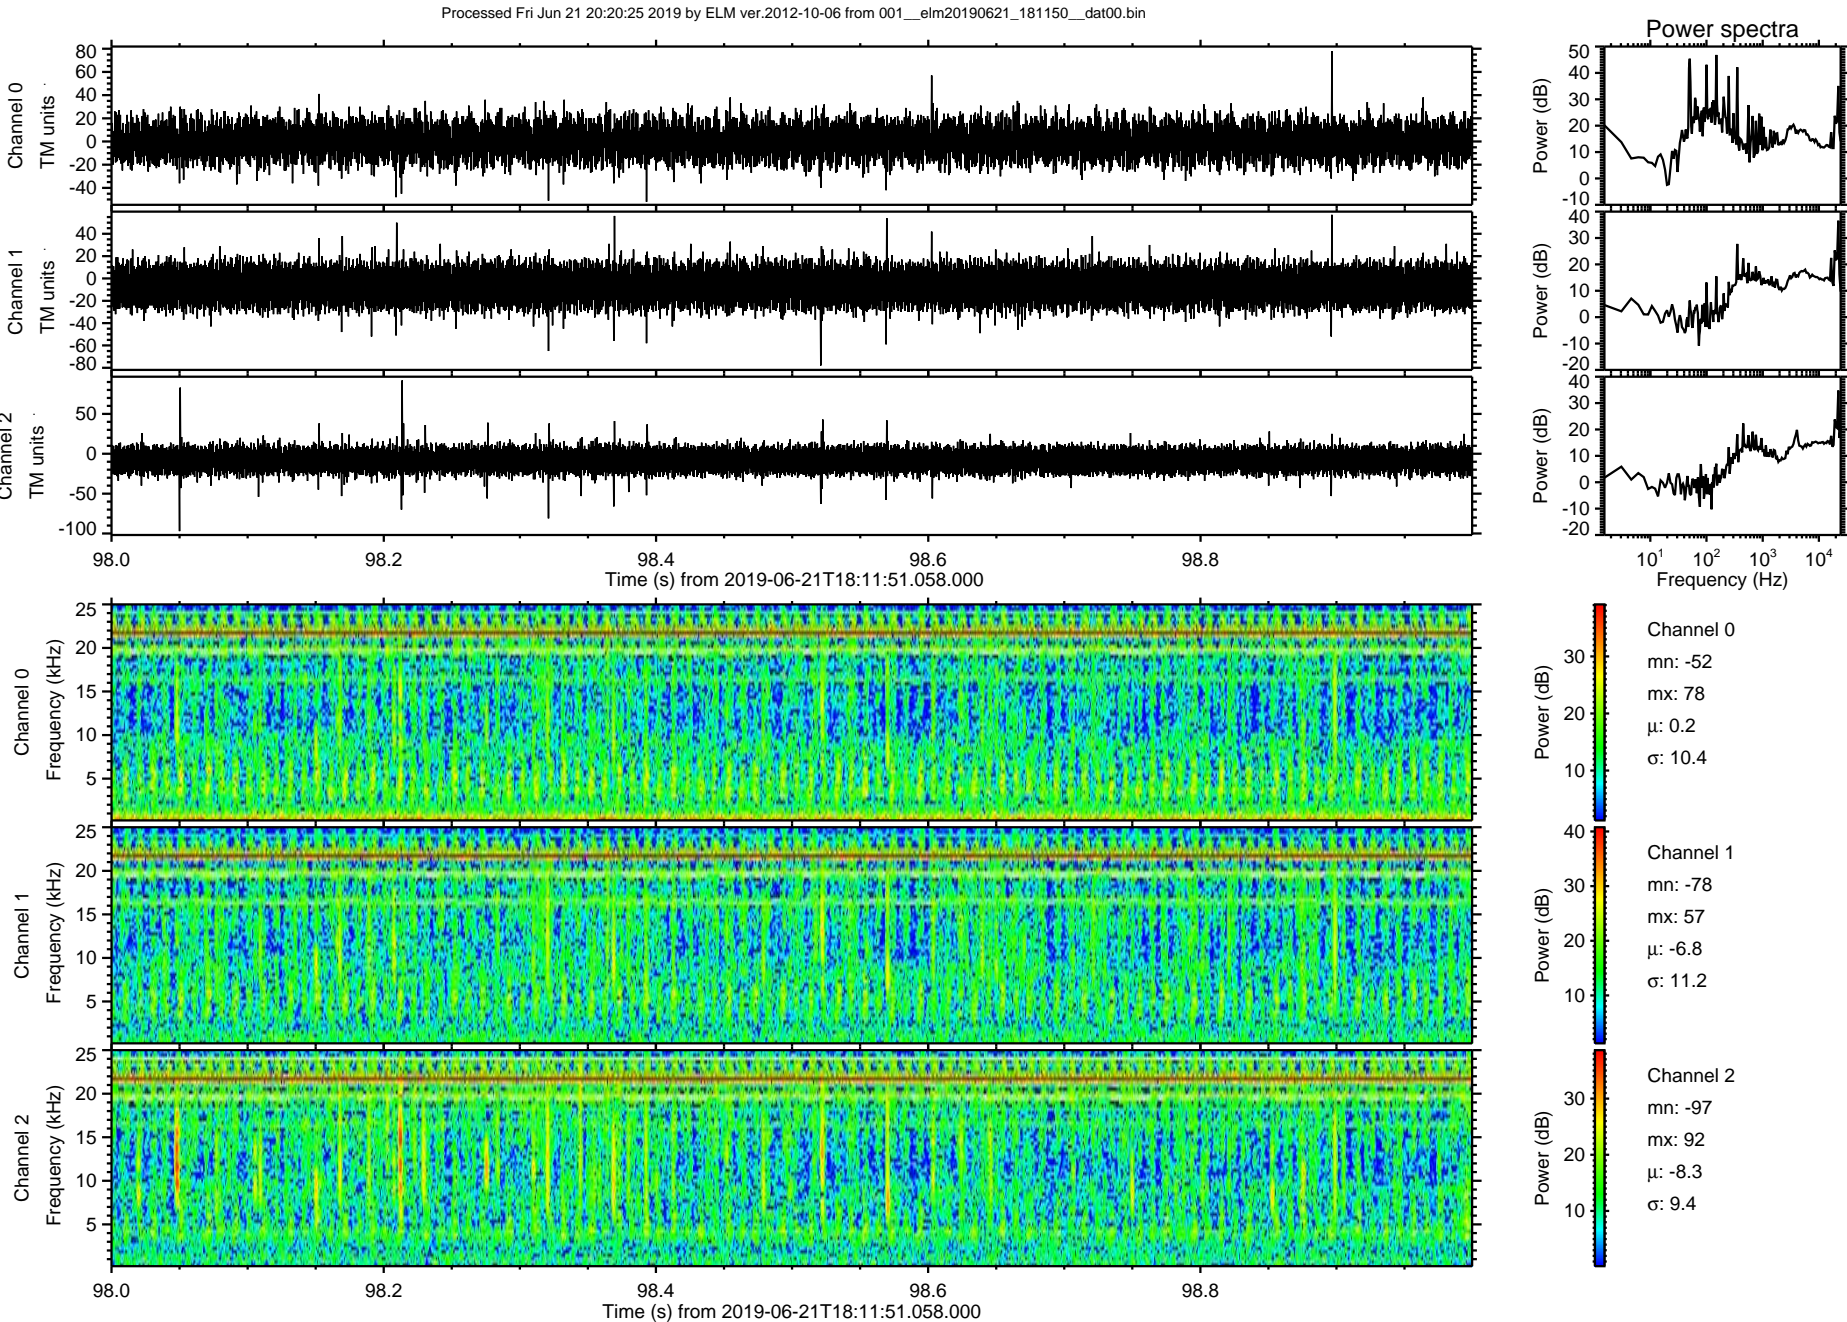 Processed Fri Jun 21 20:20:25 2019 by ELM ver.2012-10-06 from 001__elm20190621_181150__dat00.bin
Power spectra
Channel 0
TM units
80
60
40
20
0
-20
-40
Power (dB)
50
40
30
20
10
0
-10
Channel 1
TM units
40
20
0
-20
-40
-60
-80
Power (dB)
40
30
20
10
0
-10
-20
Channel 2
TM units
50
0
-50
-100
Power (dB)
40
30
20
10
0
-10
-20
98.0 98.2 98.4 98.6 98.8
Time (s) from 2019-06-21T18:11:51.058.000
10¹ 10² 10³ 10⁴
Frequency (Hz)
Channel 0
Frequency (kHz)
25
20
15
10
5
Power (dB)
30
20
10
Channel 0
mn: -52
mx: 78
μ: 0.2
σ: 10.4
Channel 1
Frequency (kHz)
25
20
15
10
5
Power (dB)
40
30
20
10
Channel 1
mn: -78
mx: 57
μ: -6.8
σ: 11.2
Channel 2
Frequency (kHz)
25
20
15
10
5
Power (dB)
30
20
10
Channel 2
mn: -97
mx: 92
μ: -8.3
σ: 9.4
98.0 98.2 98.4 98.6 98.8
Time (s) from 2019-06-21T18:11:51.058.000